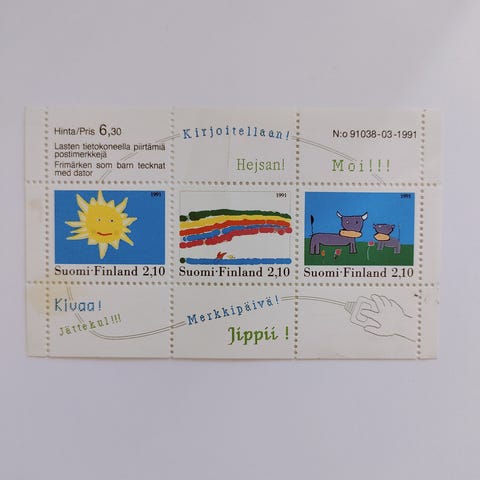 Hinta/Pris 6,30
Lasten tietokoneella piirtämiä
postimerkkejä
Frimärken som barn tecknat
med dator
Kirjoitellaan!
Hejsan!
N:o 91038-03-1991
Moi!!!
1991
Suomi·Finland 2,10
1991
Suomi·Finland 2,10
1991
Suomi·Finland 2,10
Kivaa!
Jättekul!!!
Merkkipäivä!
Jippii!